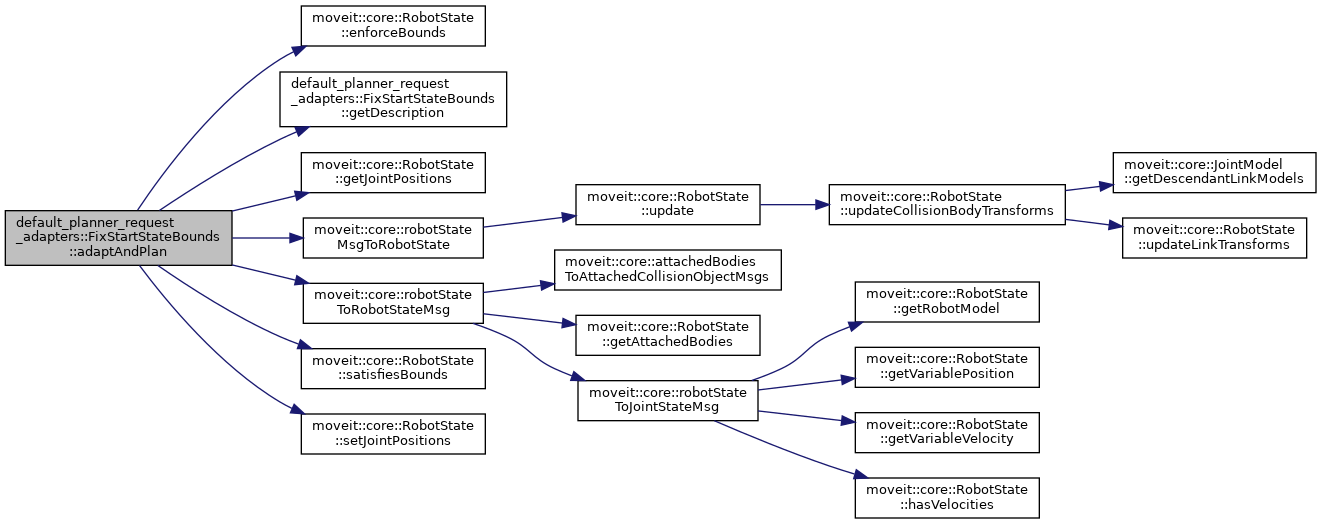 moveit::core::RobotState
::enforceBounds
default_planner_request
_adapters::FixStartStateBounds
::getDescription
moveit::core::RobotState
::getJointPositions
default_planner_request
_adapters::FixStartStateBounds
::adaptAndPlan
moveit::core::robotState
MsgToRobotState
moveit::core::robotState
ToRobotStateMsg
moveit::core::RobotState
::satisfiesBounds
moveit::core::RobotState
::setJointPositions
moveit::core::RobotState
::update
moveit::core::attachedBodies
ToAttachedCollisionObjectMsgs
moveit::core::RobotState
::getAttachedBodies
moveit::core::robotState
ToJointStateMsg
moveit::core::RobotState
::updateCollisionBodyTransforms
moveit::core::RobotState
::getRobotModel
moveit::core::RobotState
::getVariablePosition
moveit::core::RobotState
::getVariableVelocity
moveit::core::RobotState
::hasVelocities
moveit::core::JointModel
::getDescendantLinkModels
moveit::core::RobotState
::updateLinkTransforms